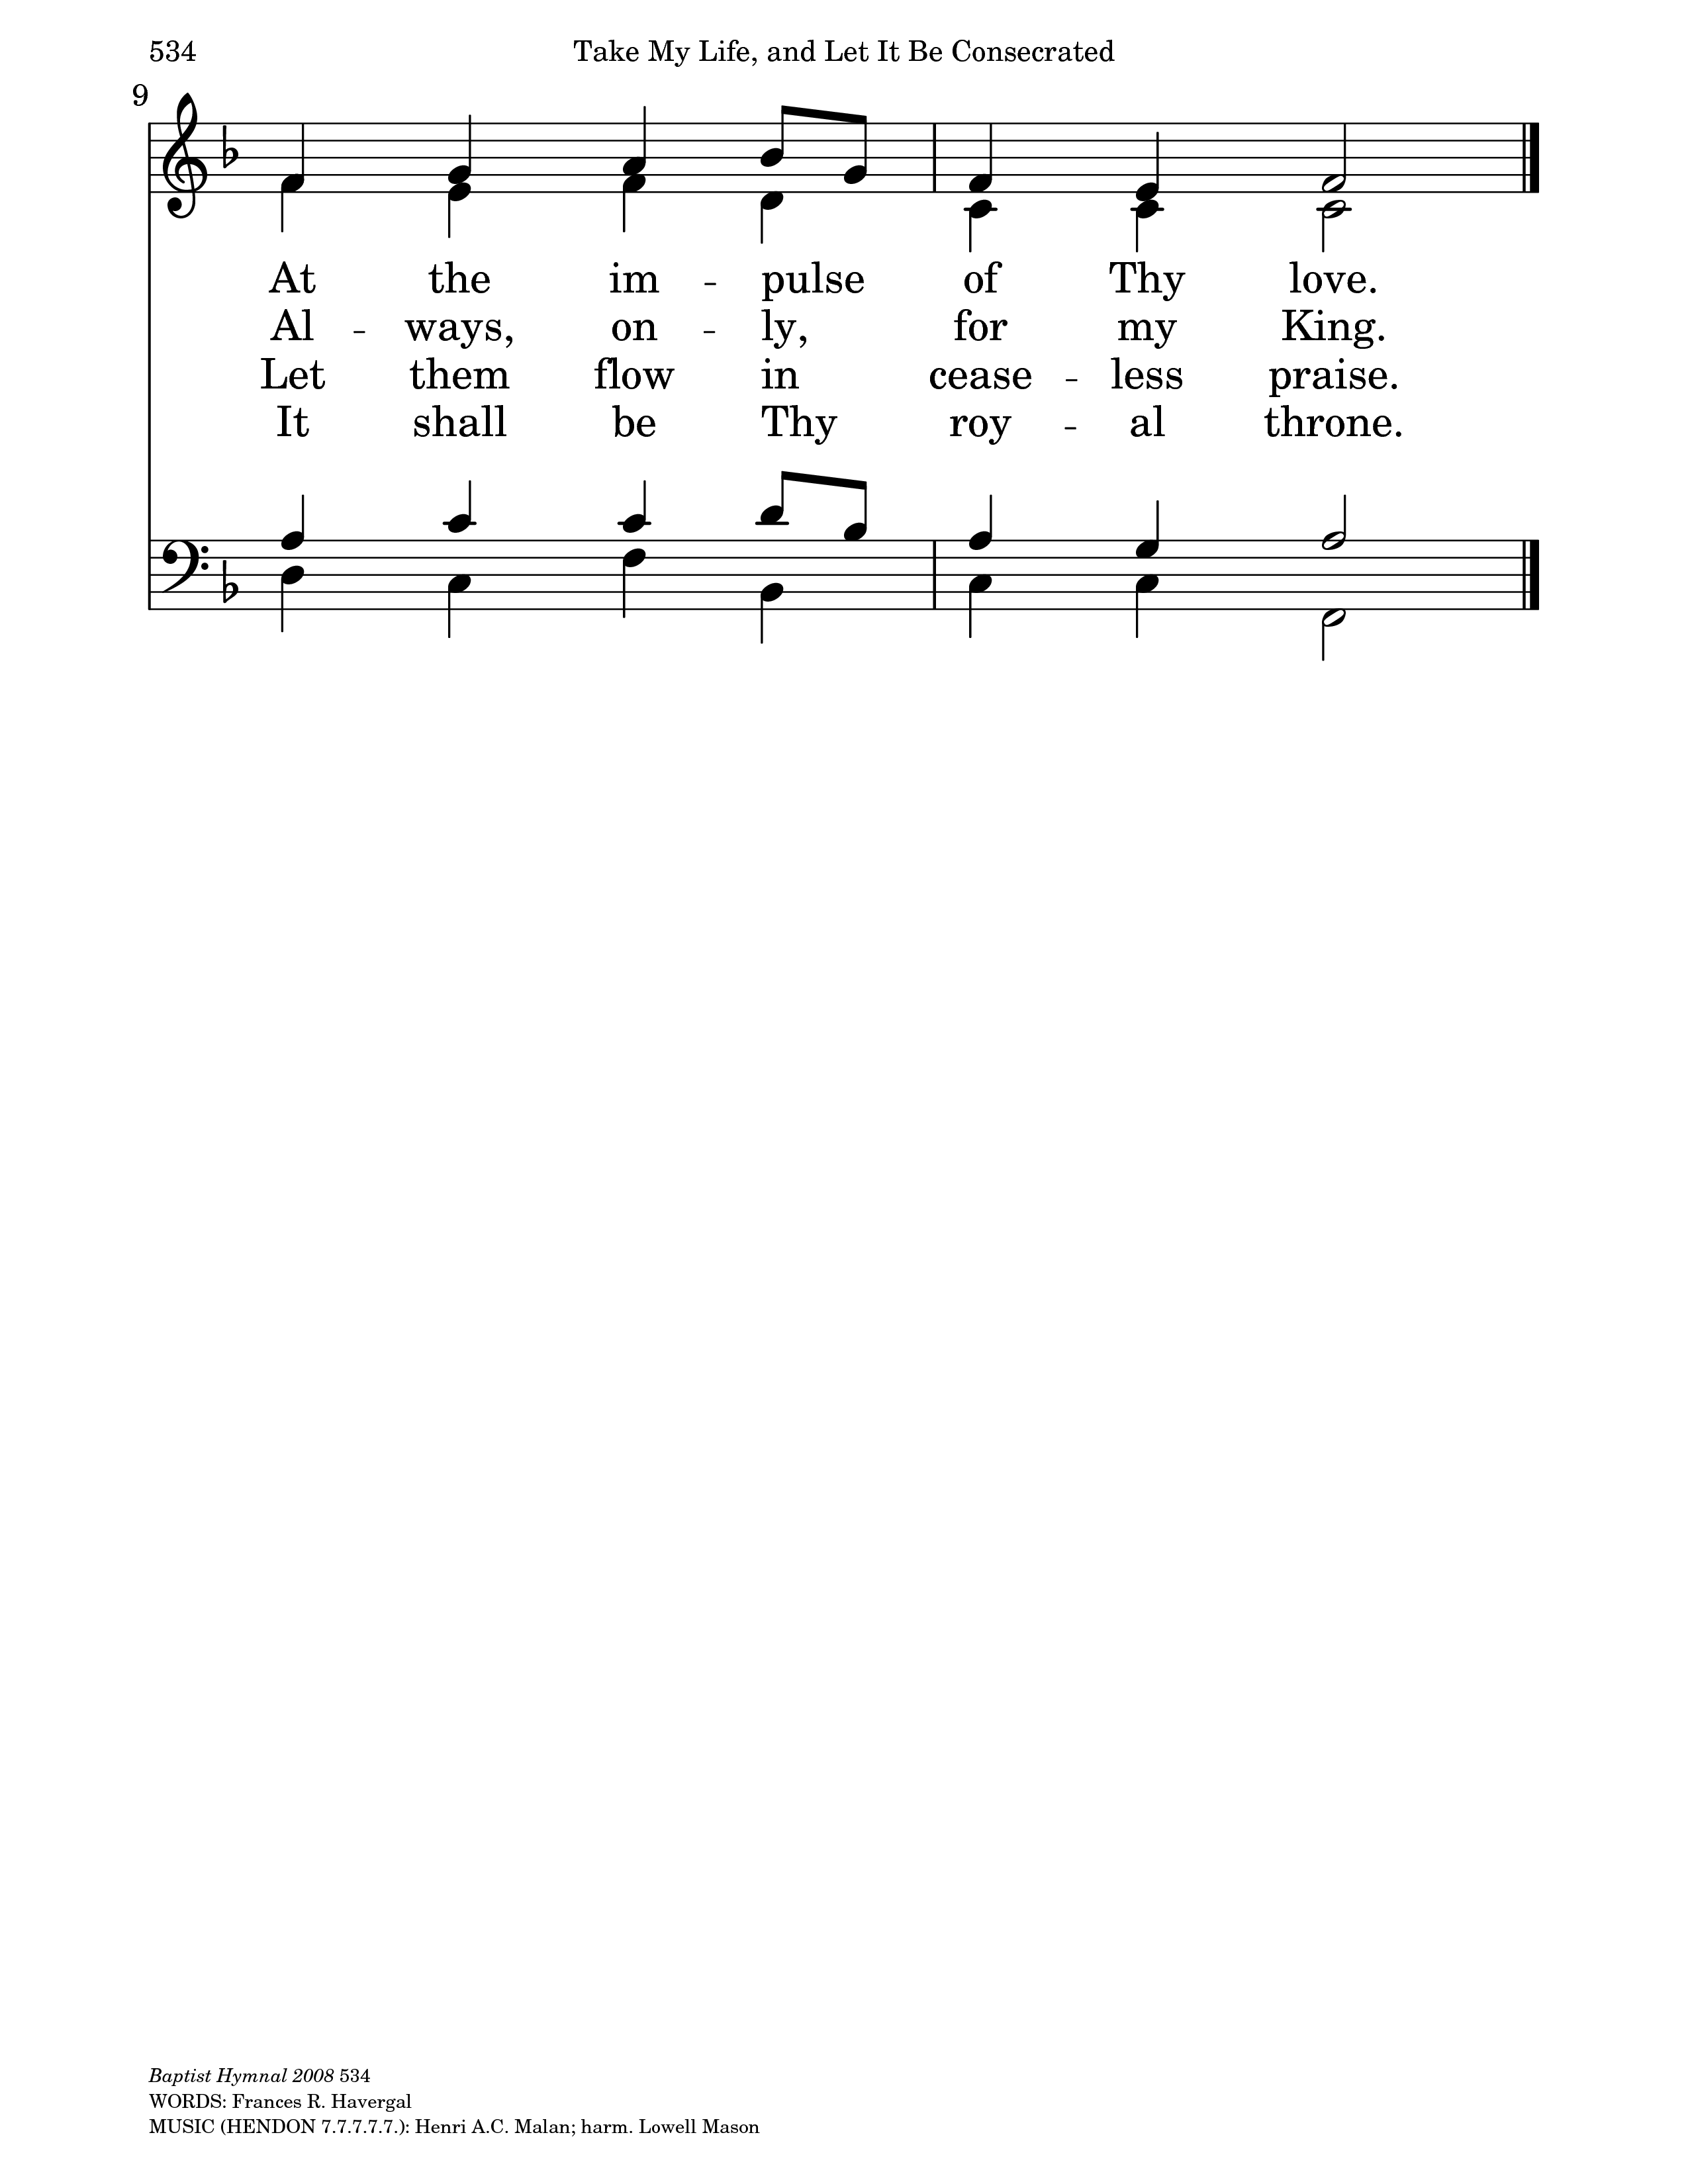 534 Take My Life, and Let It Be Consecrated
9
At the im -- pulse of Thy love.
Al -- ways, on -- ly, for my King.
Let them flow in cease -- less praise.
It shall be Thy roy -- al throne.
Baptist Hymnal 2008 534
WORDS: Frances R. Havergal
MUSIC (HENDON 7.7.7.7.7.): Henri A.C. Malan; harm. Lowell Mason